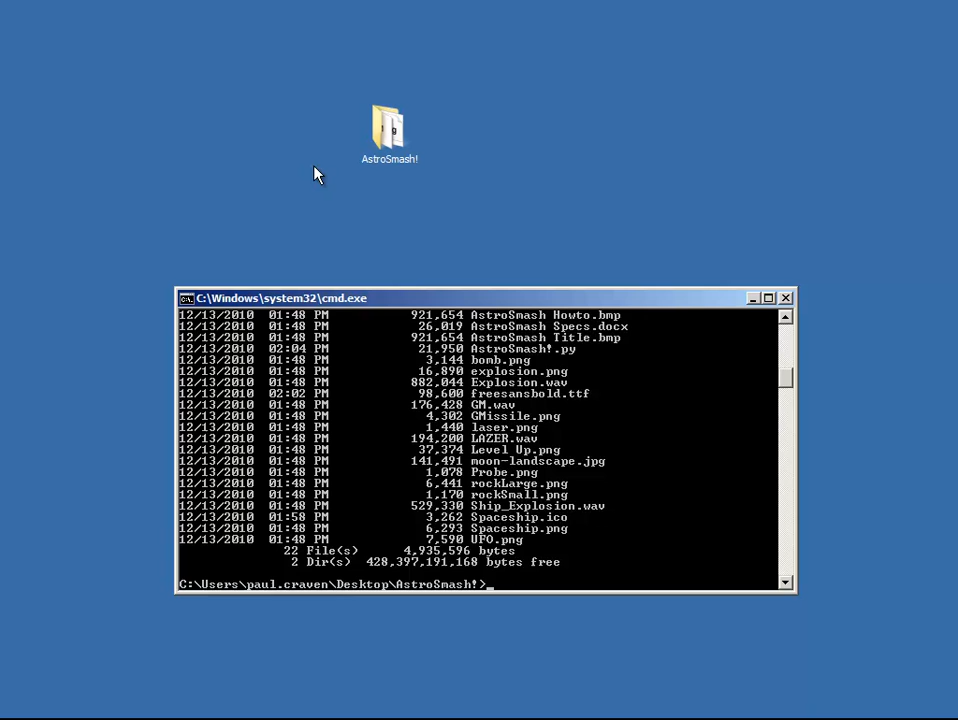 AstroSmash!
C:\Windows\system32\cmd.exe
12/13/2010 01:48 PM 921,654 AstroSmash Howto.bmp
12/13/2010 01:48 PM 26,019 AstroSmash Specs.docx
12/13/2010 01:48 PM 921,654 AstroSmash Title.bmp
12/13/2010 02:04 PM 21,950 AstroSmash!.py
12/13/2010 01:48 PM 3,144 bomb.png
12/13/2010 01:48 PM 16,890 explosion.png
12/13/2010 01:48 PM 882,044 Explosion.wav
12/13/2010 02:02 PM 98,600 freesansbold.ttf
12/13/2010 01:48 PM 176,428 GM.wav
12/13/2010 01:48 PM 4,302 GMissile.png
12/13/2010 01:48 PM 1,440 laser.png
12/13/2010 01:48 PM 194,200 LAZER.wav
12/13/2010 01:48 PM 37,374 Level Up.png
12/13/2010 01:48 PM 141,491 moon-landscape.jpg
12/13/2010 01:48 PM 1,078 Probe.png
12/13/2010 01:48 PM 6,441 rockLarge.png
12/13/2010 01:48 PM 1,170 rockSmall.png
12/13/2010 01:48 PM 529,330 Ship_Explosion.wav
12/13/2010 01:58 PM 3,262 Spaceship.ico
12/13/2010 01:48 PM 6,293 Spaceship.png
12/13/2010 01:48 PM 7,590 UFO.png
22 File(s) 4,935,596 bytes
2 Dir(s) 428,397,191,168 bytes free
C:\Users\paul.craven\Desktop\AstroSmash!>_